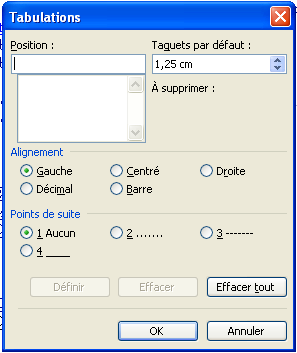 Tabulations
Position : Taquets par défaut :
1,25 cm
À supprimer :
Alignement
Gauche Centré Droite
Décimal Barre
Points de suite
1 Aucun 2 ....... 3 -------
4 ____
Définir Effacer Effacer tout
OK Annuler